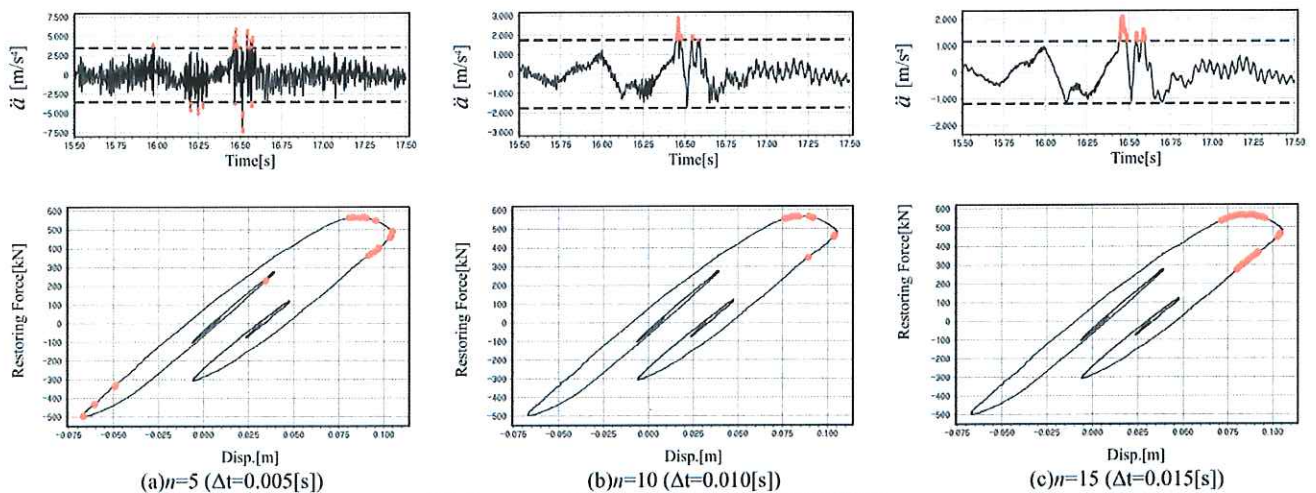 ä [m/s⁴]
7,500
5,000
2,500
0
-2,500
-5,000
7,500
15.50 15.75 16.00 16.25 16.50 16.75 17.00 17.25 17.50
Time[s]
ä [m/s⁴]
3,000
2,000
1,000
0
-1,000
-2,000
-3,000
15.50 15.75 16.00 16.25 16.50 16.75 17.00 17.25 17.50
Time[s]
ä [m/s⁴]
2,000
1,000
0
-1,000
-2,000
15.50 15.75 16.00 16.25 16.50 16.75 17.00 17.25 17.50
Time[s]
Restoring Force[kN]
600
500
400
300
200
100
0
-100
-200
-300
-400
-500
-0.075 -0.050 -0.025 0.000 0.025 0.050 0.075 0.100
Disp.[m]
(a)n=5 (Δt=0.005[s])
Restoring Force[kN]
600
500
400
300
200
100
0
-100
-200
-300
-400
-500
-0.075 -0.050 -0.025 0.000 0.025 0.050 0.075 0.100
Disp.[m]
(b)n=10 (Δt=0.010[s])
Restoring Force[kN]
600
500
400
300
200
100
0
-100
-200
-300
-400
-500
-0.075 -0.050 -0.025 0.000 0.025 0.050 0.075 0.100
Disp.[m]
(c)n=15 (Δt=0.015[s])